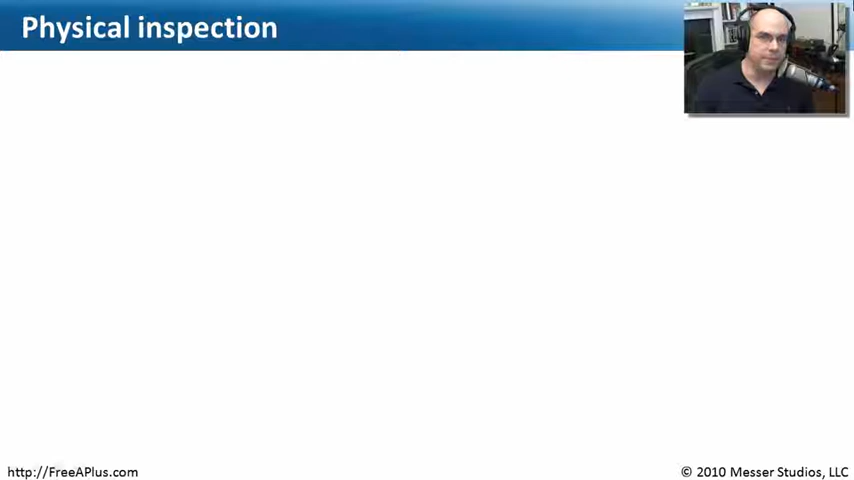 Physical inspection
http://FreeAPlus.com
© 2010 Messer Studios, LLC